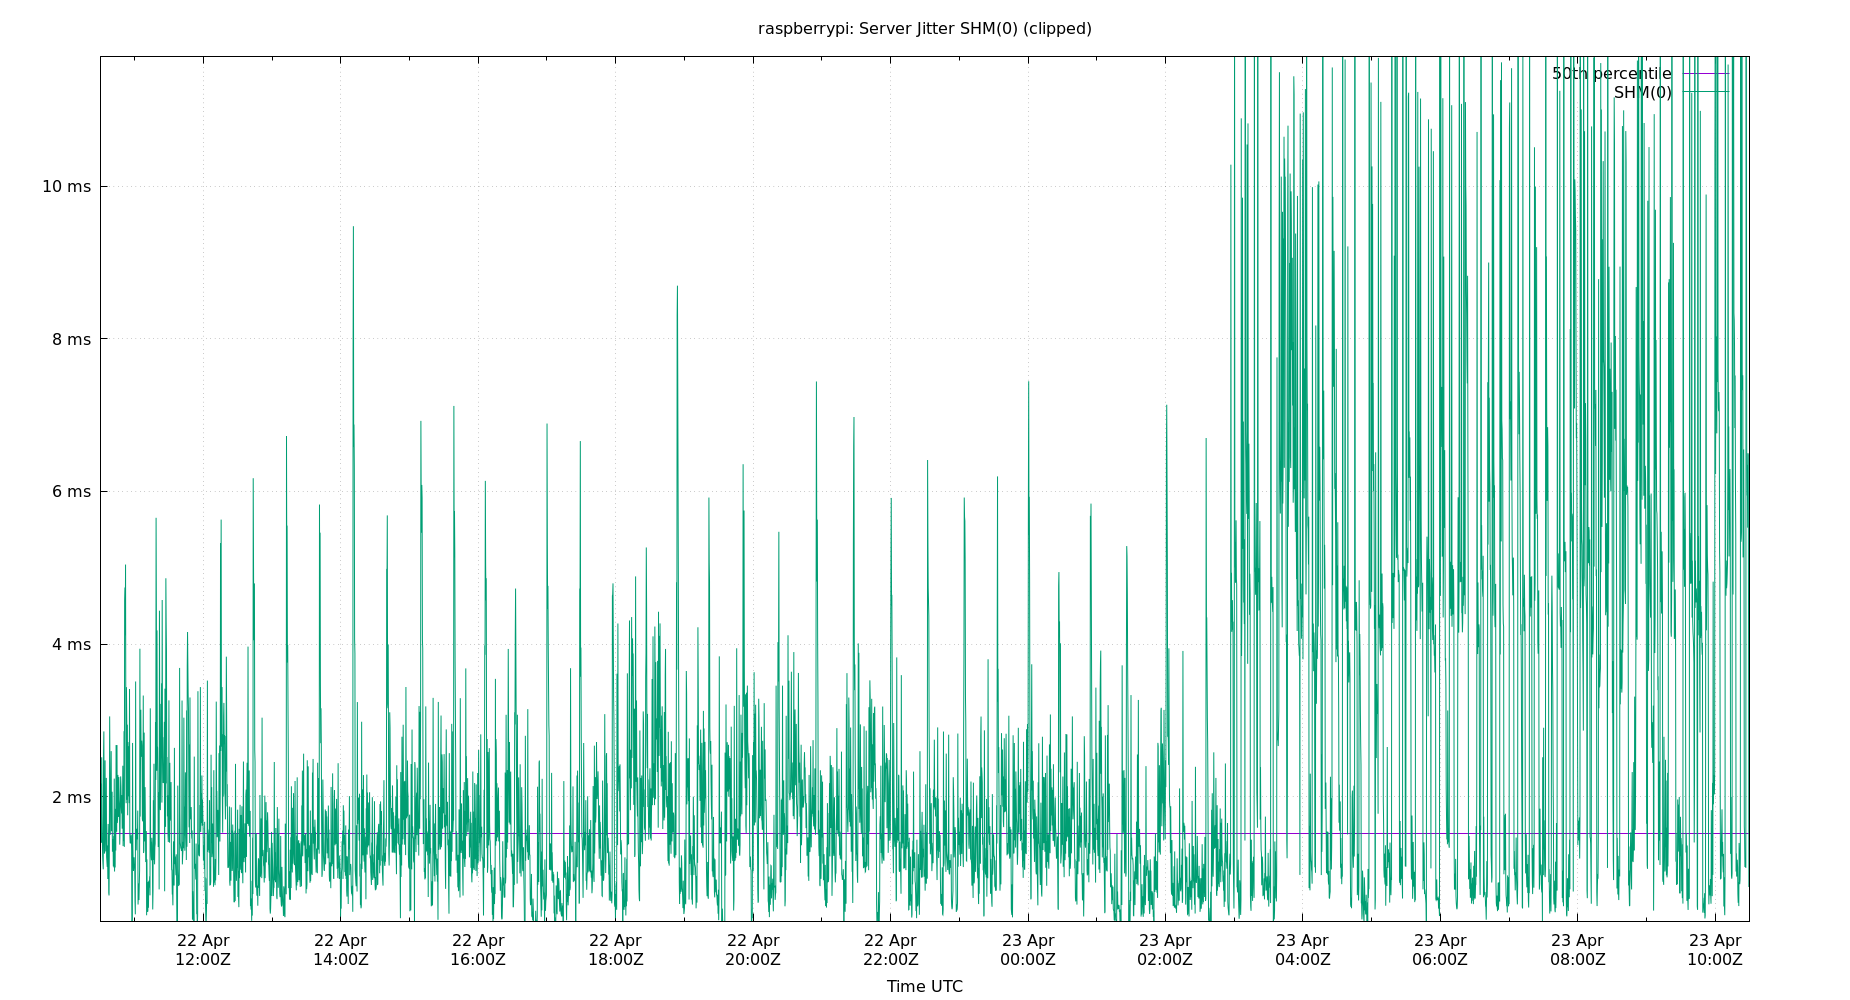 raspberrypi: Server Jitter SHM(0) (clipped)
50th percentile
SHM(0)
10 ms
8 ms
6 ms
4 ms
2 ms
22 Apr 22 Apr 22 Apr 22 Apr 22 Apr 22 Apr 23 Apr 23 Apr 23 Apr 23 Apr 23 Apr 23 Apr
12:00Z 14:00Z 16:00Z 18:00Z 20:00Z 22:00Z 00:00Z 02:00Z 04:00Z 06:00Z 08:00Z 10:00Z
Time UTC